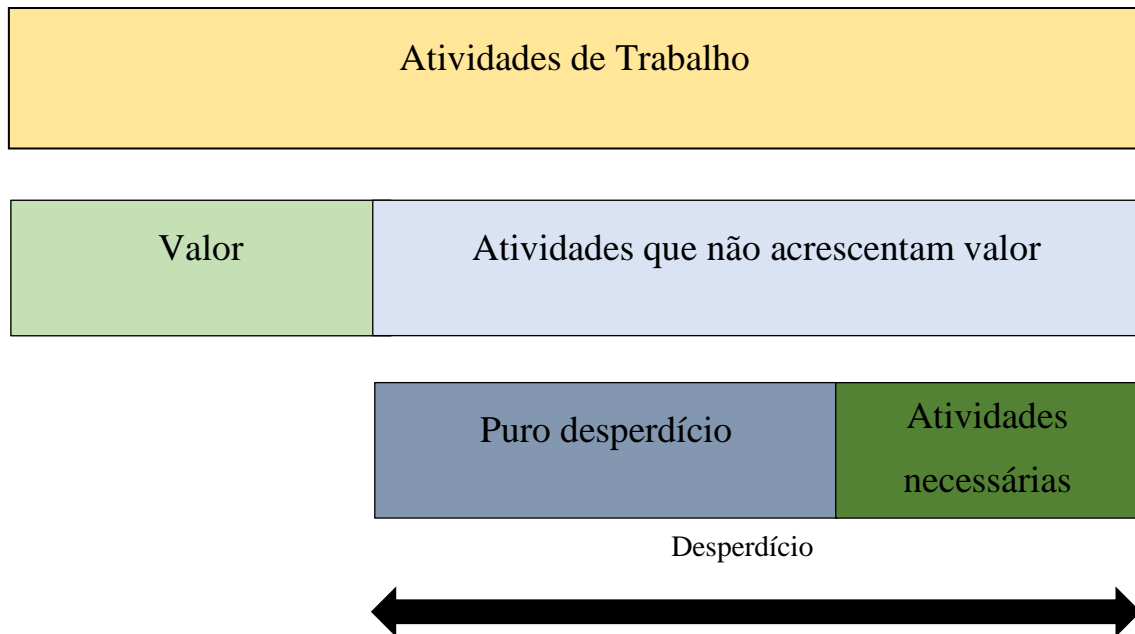 Atividades de Trabalho
Valor
Atividades que não acrescentam valor
Puro desperdício
Atividades
necessárias
Desperdício